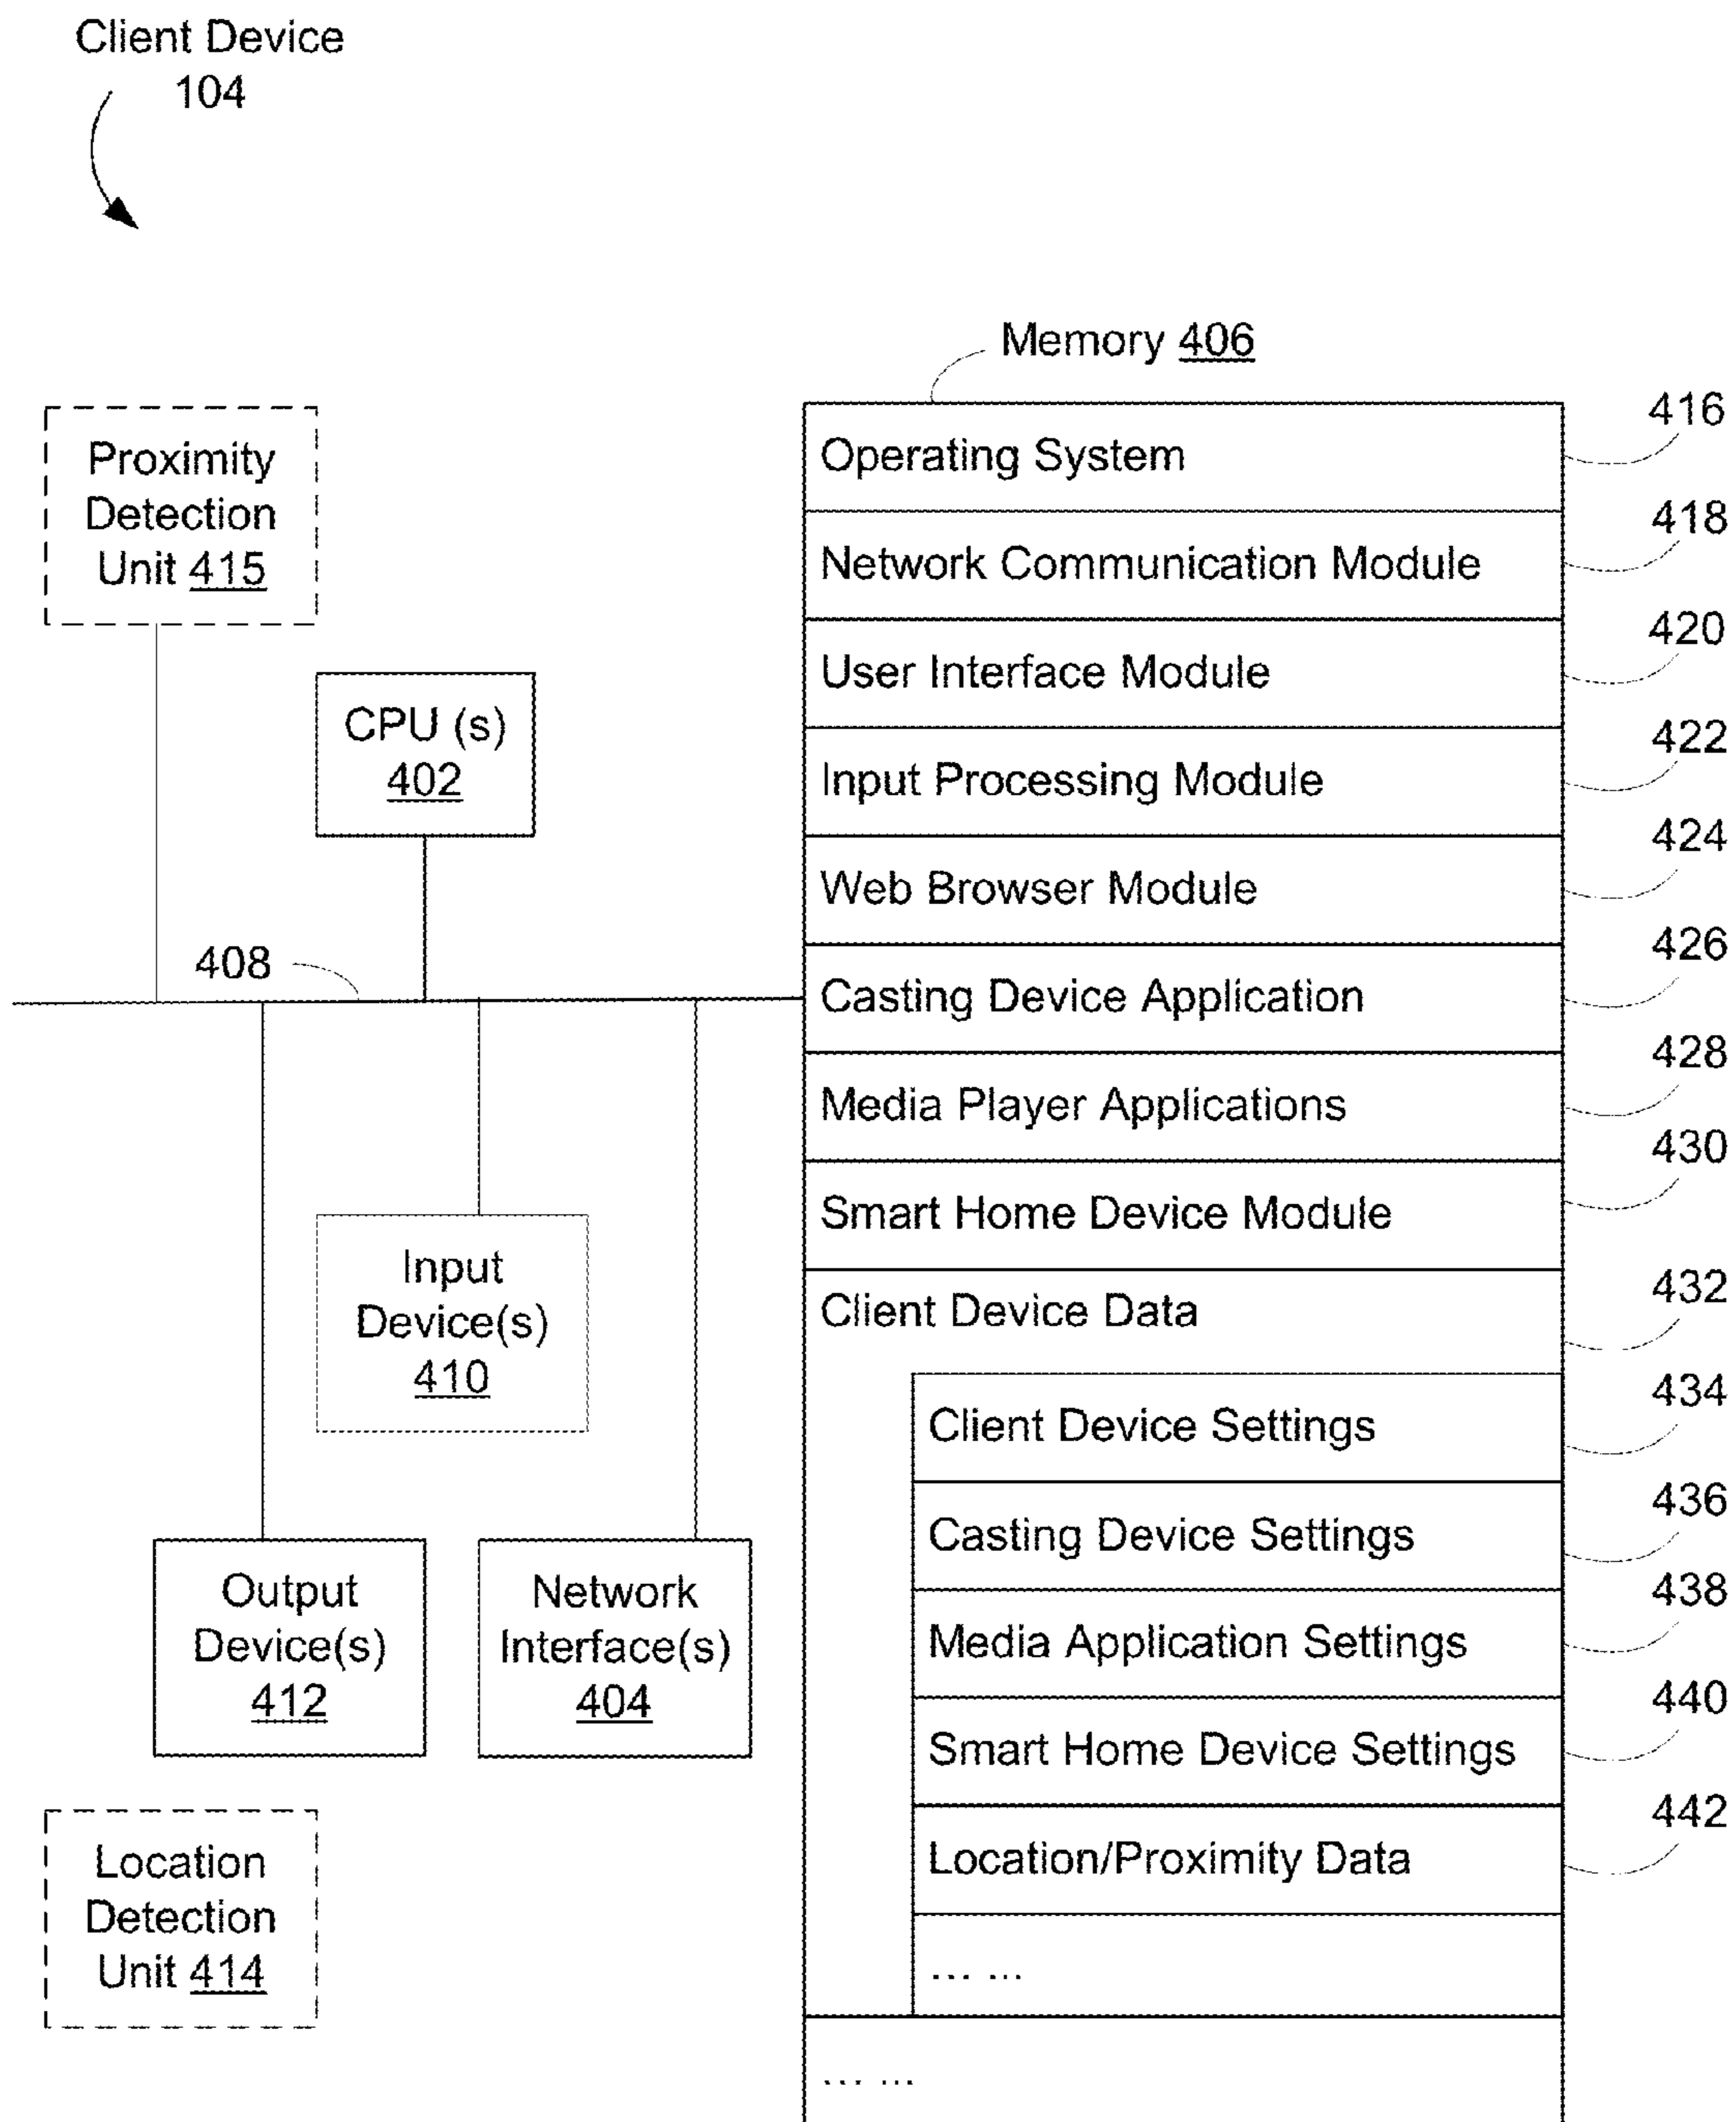 Client Device
104
Memory 406
Proximity
Detection
Unit 415
CPU (s)
402
408
Input
Device(s)
410
Output
Device(s)
412
Network
Interface(s)
404
Location
Detection
Unit 414
Operating System
416
Network Communication Module
418
User Interface Module
420
Input Processing Module
422
Web Browser Module
424
Casting Device Application
426
Media Player Applications
428
Smart Home Device Module
430
Client Device Data
432
Client Device Settings
434
Casting Device Settings
436
Media Application Settings
438
Smart Home Device Settings
440
Location/Proximity Data
442
... ...
... ...